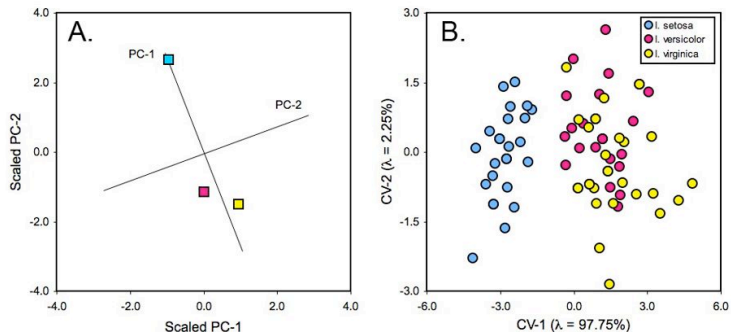 A.
4.0
2.0
0.0
-2.0
-4.0
Scaled PC-2
PC-1
PC-2
-4.0 -2.0 0.0 2.0 4.0
Scaled PC-1
B.
3.0
1.5
0.0
-1.5
-3.0
CV-2 (λ = 2.25%)
I. setosa
I. versicolor
I. virginica
-6.0 -3.0 0.0 3.0 6.0
CV-1 (λ = 97.75%)